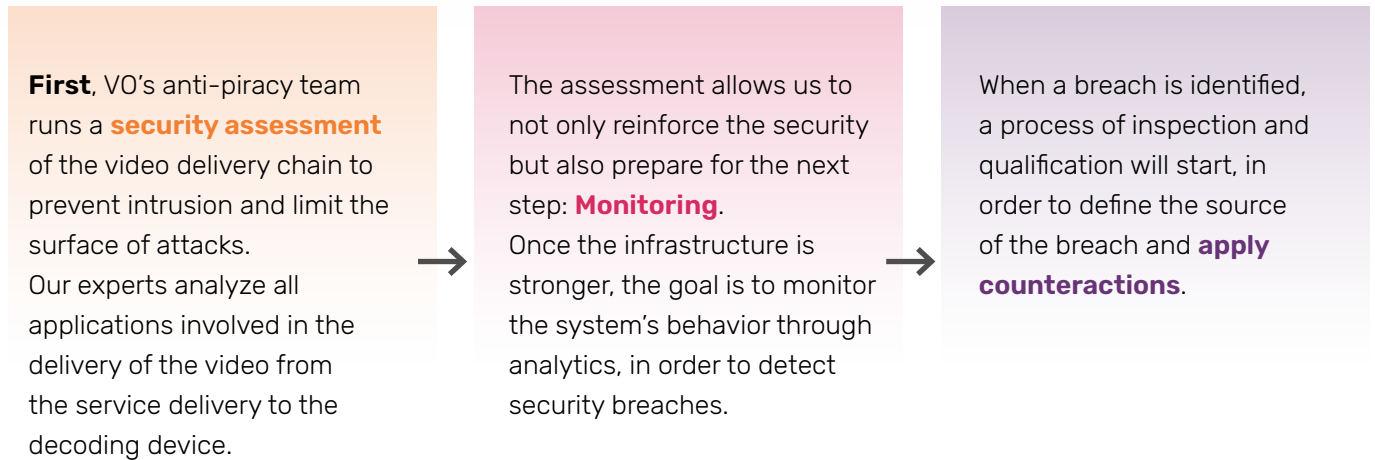 First, VO's anti-piracy team
runs a security assessment
of the video delivery chain to
prevent intrusion and limit the
surface of attacks.
Our experts analyze all
applications involved in the
delivery of the video from
the service delivery to the
decoding device.
The assessment allows us to
not only reinforce the security
but also prepare for the next
step: Monitoring.
Once the infrastructure is
stronger, the goal is to monitor
the system's behavior through
analytics, in order to detect
security breaches.
When a breach is identified,
a process of inspection and
qualification will start, in
order to define the source
of the breach and apply
counteractions.